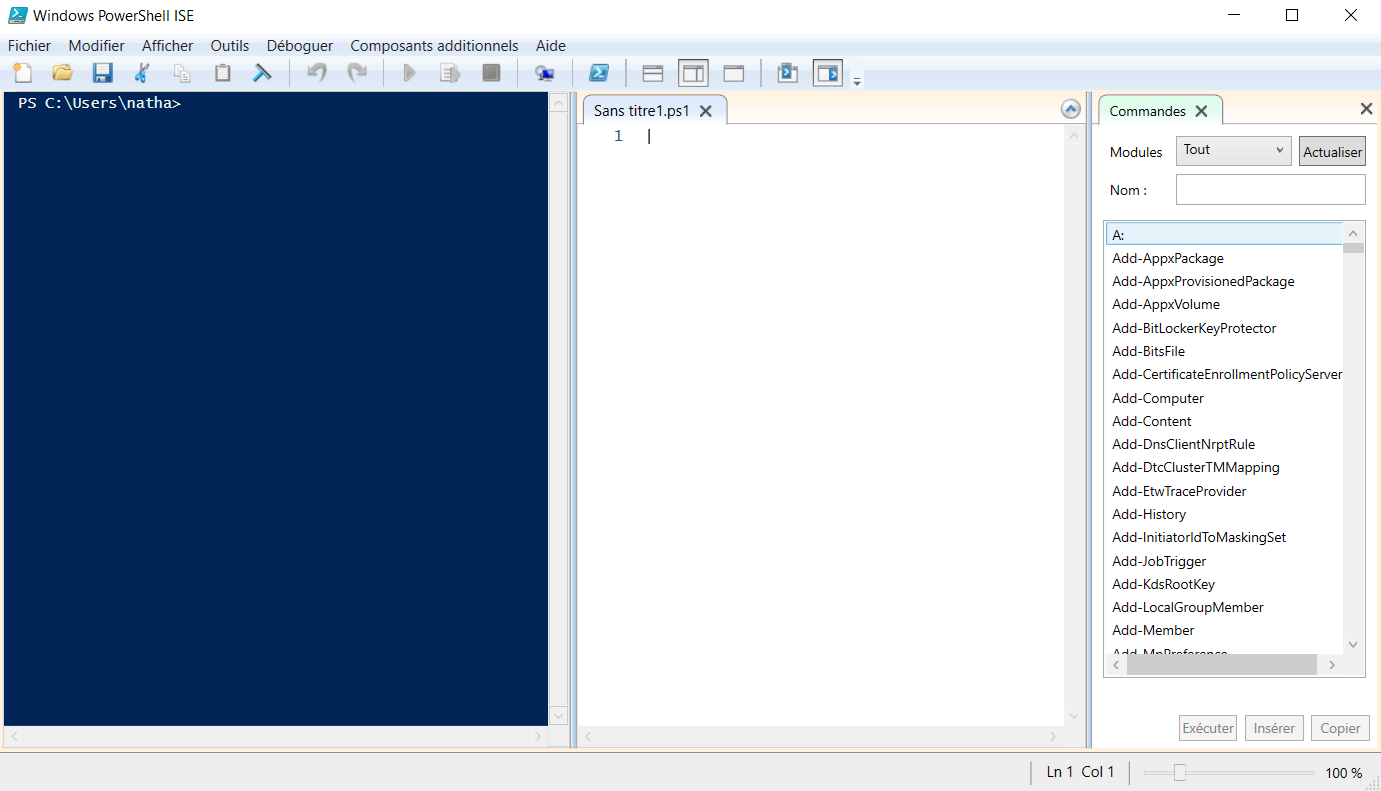 Windows PowerShell ISE
Fichier Modifier Afficher Outils Déboguer Composants additionnels Aide
PS C:\Users\natha>
Sans titre1.ps1
1
Commandes
Modules Tout Actualiser
Nom :
A:
Add-AppxPackage
Add-AppxProvisionedPackage
Add-AppxVolume
Add-BitLockerKeyProtector
Add-BitsFile
Add-CertificateEnrollmentPolicyServer
Add-Computer
Add-Content
Add-DnsClientNrptRule
Add-DtcClusterTMMapping
Add-EtwTraceProvider
Add-History
Add-InitiatorIdToMaskingSet
Add-JobTrigger
Add-KdsRootKey
Add-LocalGroupMember
Add-Member
Add-MpPreference
Exécuter Insérer Copier
Ln 1 Col 1 100 %